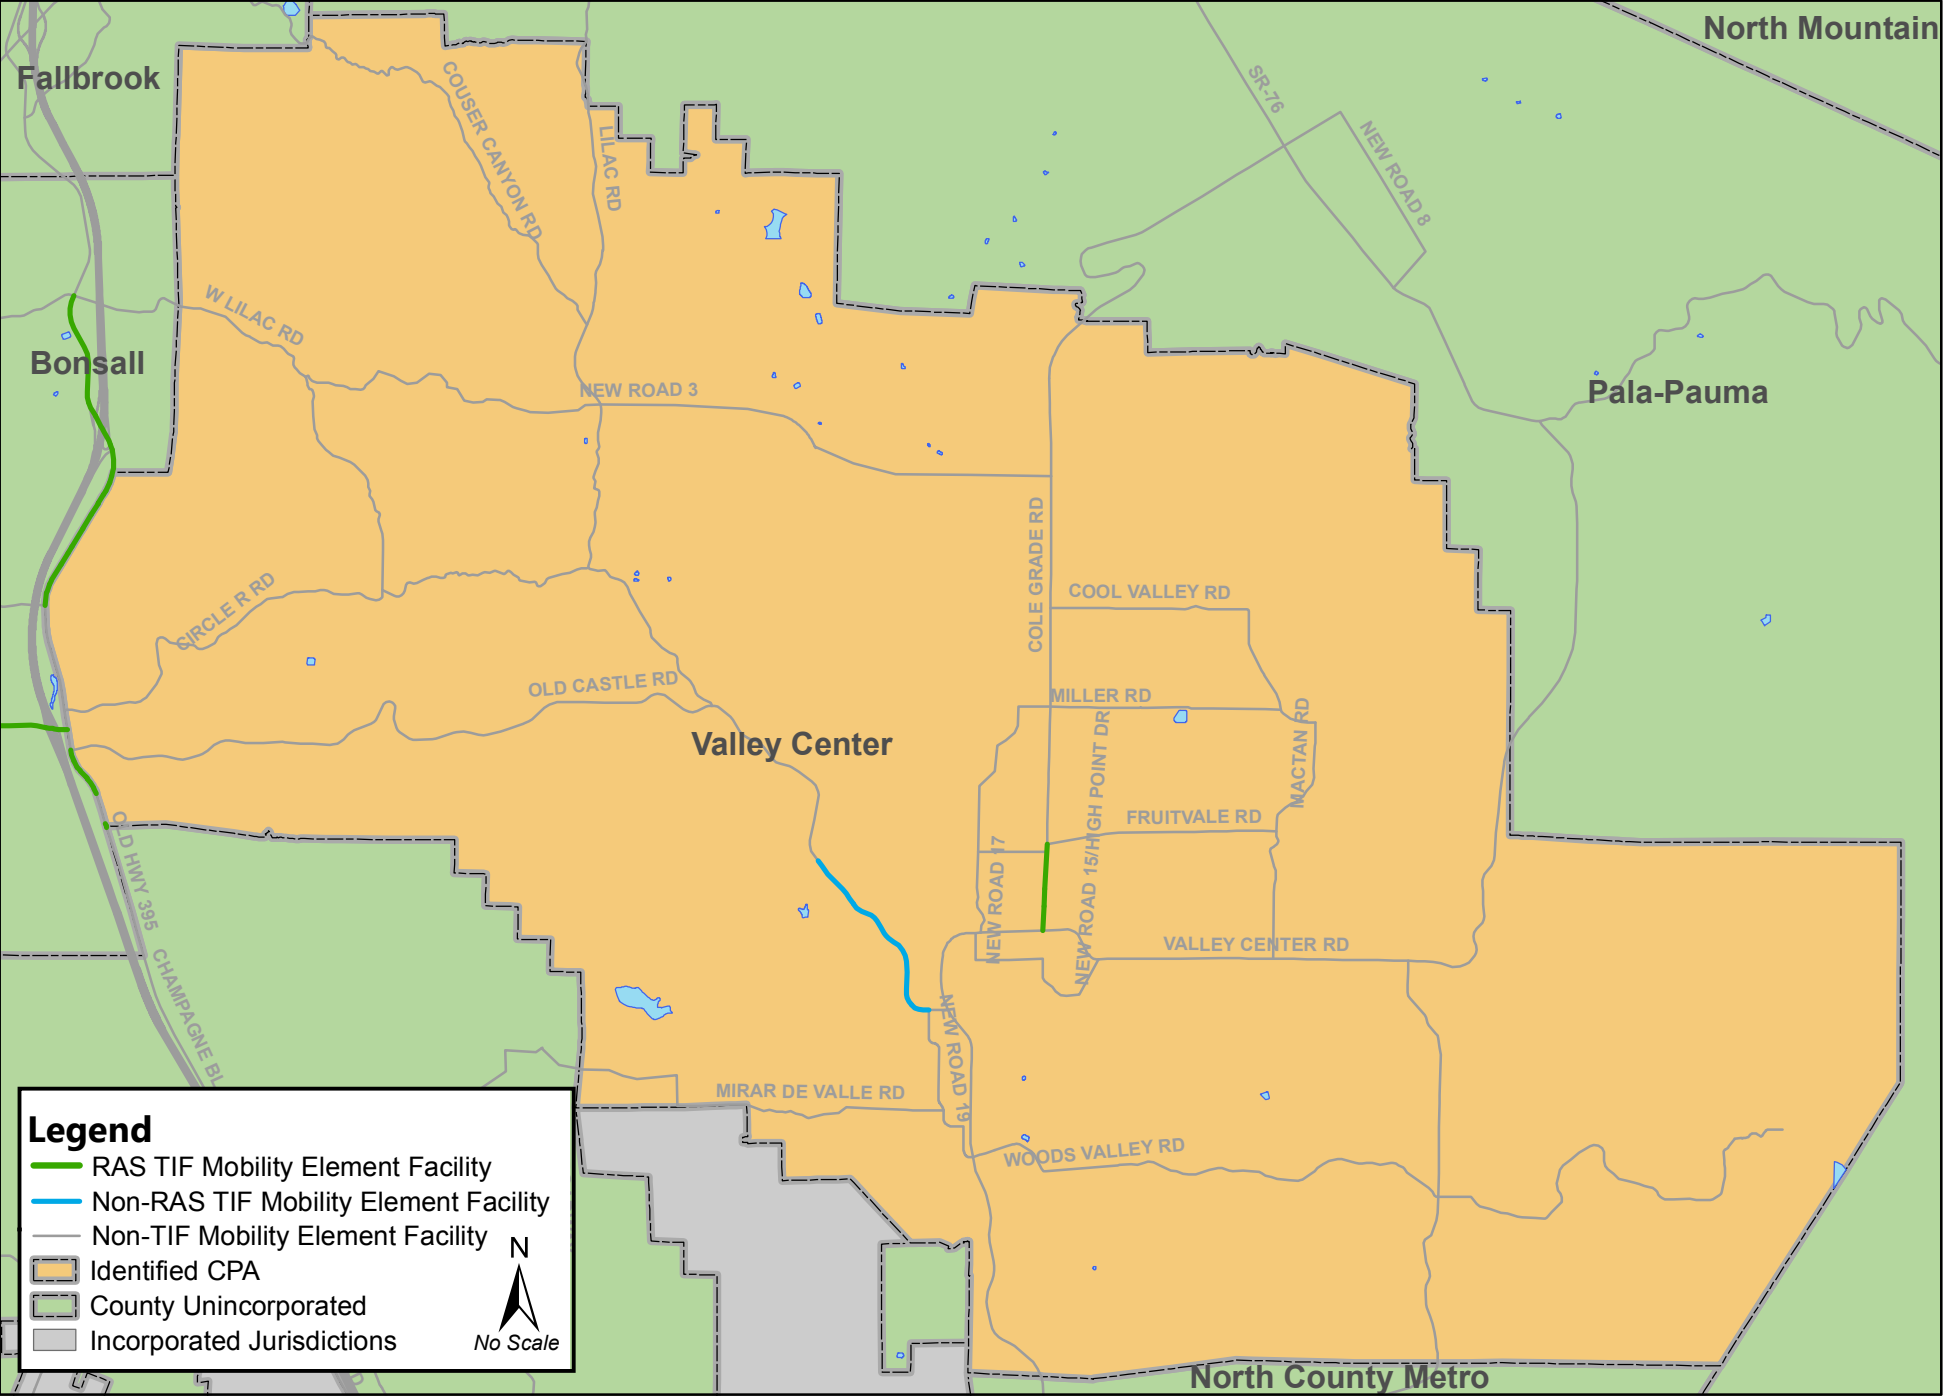 North Mountain
Fallbrook
COUSER CANYON RD
SR-76
LILAC RD
NEW ROAD 8
W LILAC RD
Bonsall
NEW ROAD 3
Pala-Pauma
COLE GRADE RD
CIRCLE R RD
COOL VALLEY RD
OLD CASTLE RD
MILLER RD
MACTAN RD
Valley Center
NEW ROAD 15/HIGH POINT DR
FRUITVALE RD
OLD HWY 395
NEW ROAD 17
VALLEY CENTER RD
CHAMPAGNE BL
NEW ROAD 19
MIRAR DE VALLE RD
WOODS VALLEY RD
North County Metro
Legend
RAS TIF Mobility Element Facility
Non-RAS TIF Mobility Element Facility
Non-TIF Mobility Element Facility
Identified CPA
County Unincorporated
Incorporated Jurisdictions
N
No Scale